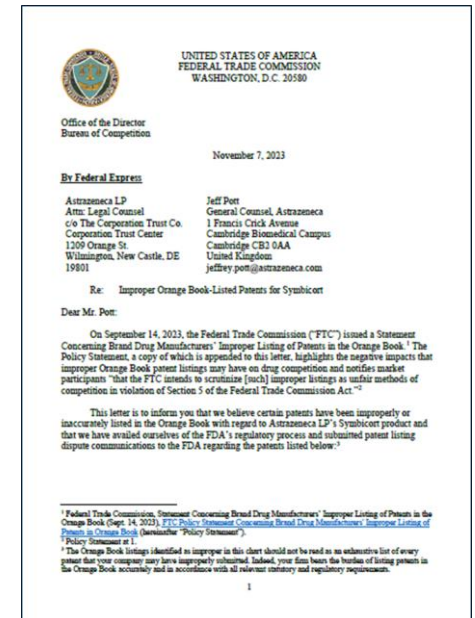 UNITED STATES OF AMERICA
FEDERAL TRADE COMMISSION
WASHINGTON, D.C. 20580
Office of the Director
Bureau of Competition
November 7, 2023
By Federal Express
Astrazeneca LP
Attn: Legal Counsel
c/o The Corporation Trust Co.
Corporation Trust Center
1209 Orange St.
Wilmington, New Castle, DE
19801
Jeff Pott
General Counsel, Astrazeneca
1 Francis Crick Avenue
Cambridge Biomedical Campus
Cambridge CB2 0AA
United Kingdom
jeffrey.pott@astrazeneca.com
Re: Improper Orange Book-Listed Patents for Symbicort
Dear Mr. Pott:
On September 14, 2023, the Federal Trade Commission ("FTC") issued a Statement
Concerning Brand Drug Manufacturers' Improper Listing of Patents in the Orange Book.1 The
Policy Statement, a copy of which is appended to this letter, highlights the negative impacts that
improper Orange Book patent listings may have on drug competition and notifies market
participants "that the FTC intends to scrutinize [such] improper listings as unfair methods of
competition in violation of Section 5 of the Federal Trade Commission Act."2
This letter is to inform you that we believe certain patents have been improperly or
inaccurately listed in the Orange Book with regard to Astrazeneca LP's Symbicort product and
that we have availed ourselves of the FDA's regulatory process and submitted patent listing
dispute communications to the FDA regarding the patents listed below:3
1 Federal Trade Commission, Statement Concerning Brand Drug Manufacturers' Improper Listing of Patents in the
Orange Book (Sept. 14, 2023), FTC Policy Statement Concerning Brand Drug Manufacturers' Improper Listing of
Patents in Orange Book (hereinafter "Policy Statement").
2 Policy Statement at 1.
3 The Orange Book listings identified as improper in this chart should not be read as an exhaustive list of every
patent that your company may have improperly submitted. Indeed, your firm bears the burden of listing patents in
the Orange Book accurately and in accordance with all relevant statutory and regulatory requirements.
1